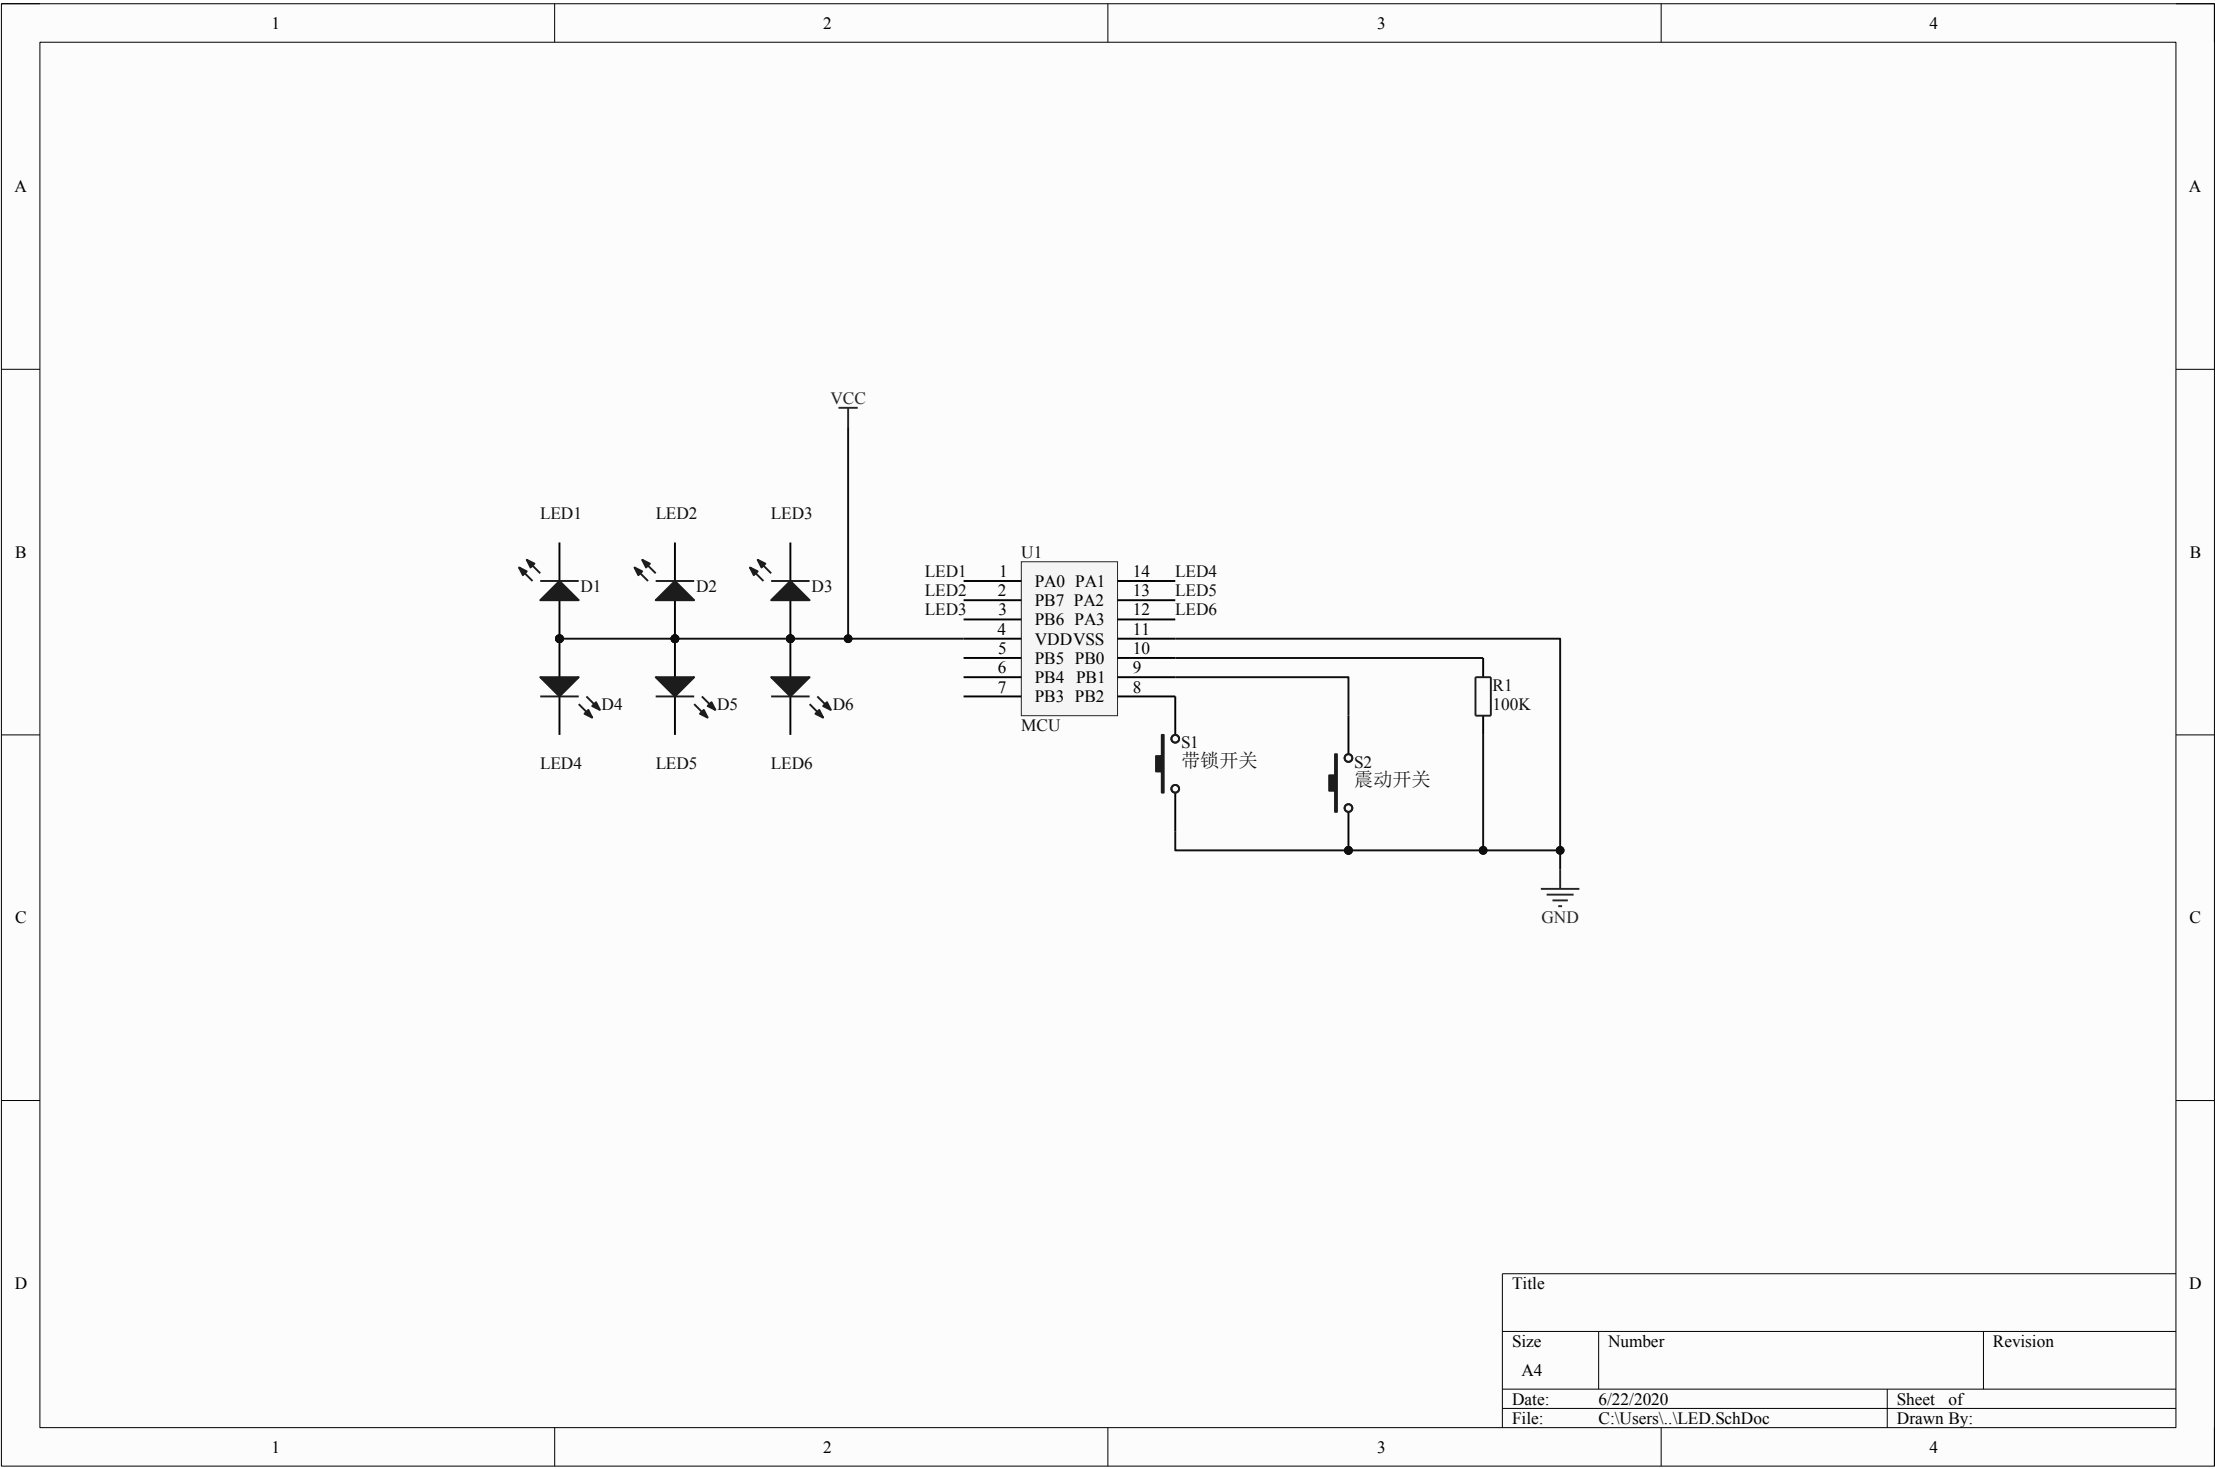 1 2 3 4
A A
VCC
LED1 LED2 LED3
B B
U1
LED1 1 PA0 PA1 14 LED4
D1 D2 D3
LED2 2 PB7 PA2 13 LED5
LED3 3 PB6 PA3 12 LED6
4 VDD VSS 11
5 PB5 PB0 10
6 PB4 PB1 9
7 PB3 PB2 8
R1
100K
D4 D5 D6
MCU
S1
带锁开关
LED4 LED5 LED6
S2
震动开关
C C
GND
D D
Title
Size Number Revision
A4
Date: 6/22/2020 Sheet of
File: C:\Users\..\LED.SchDoc Drawn By:
1 2 3 4